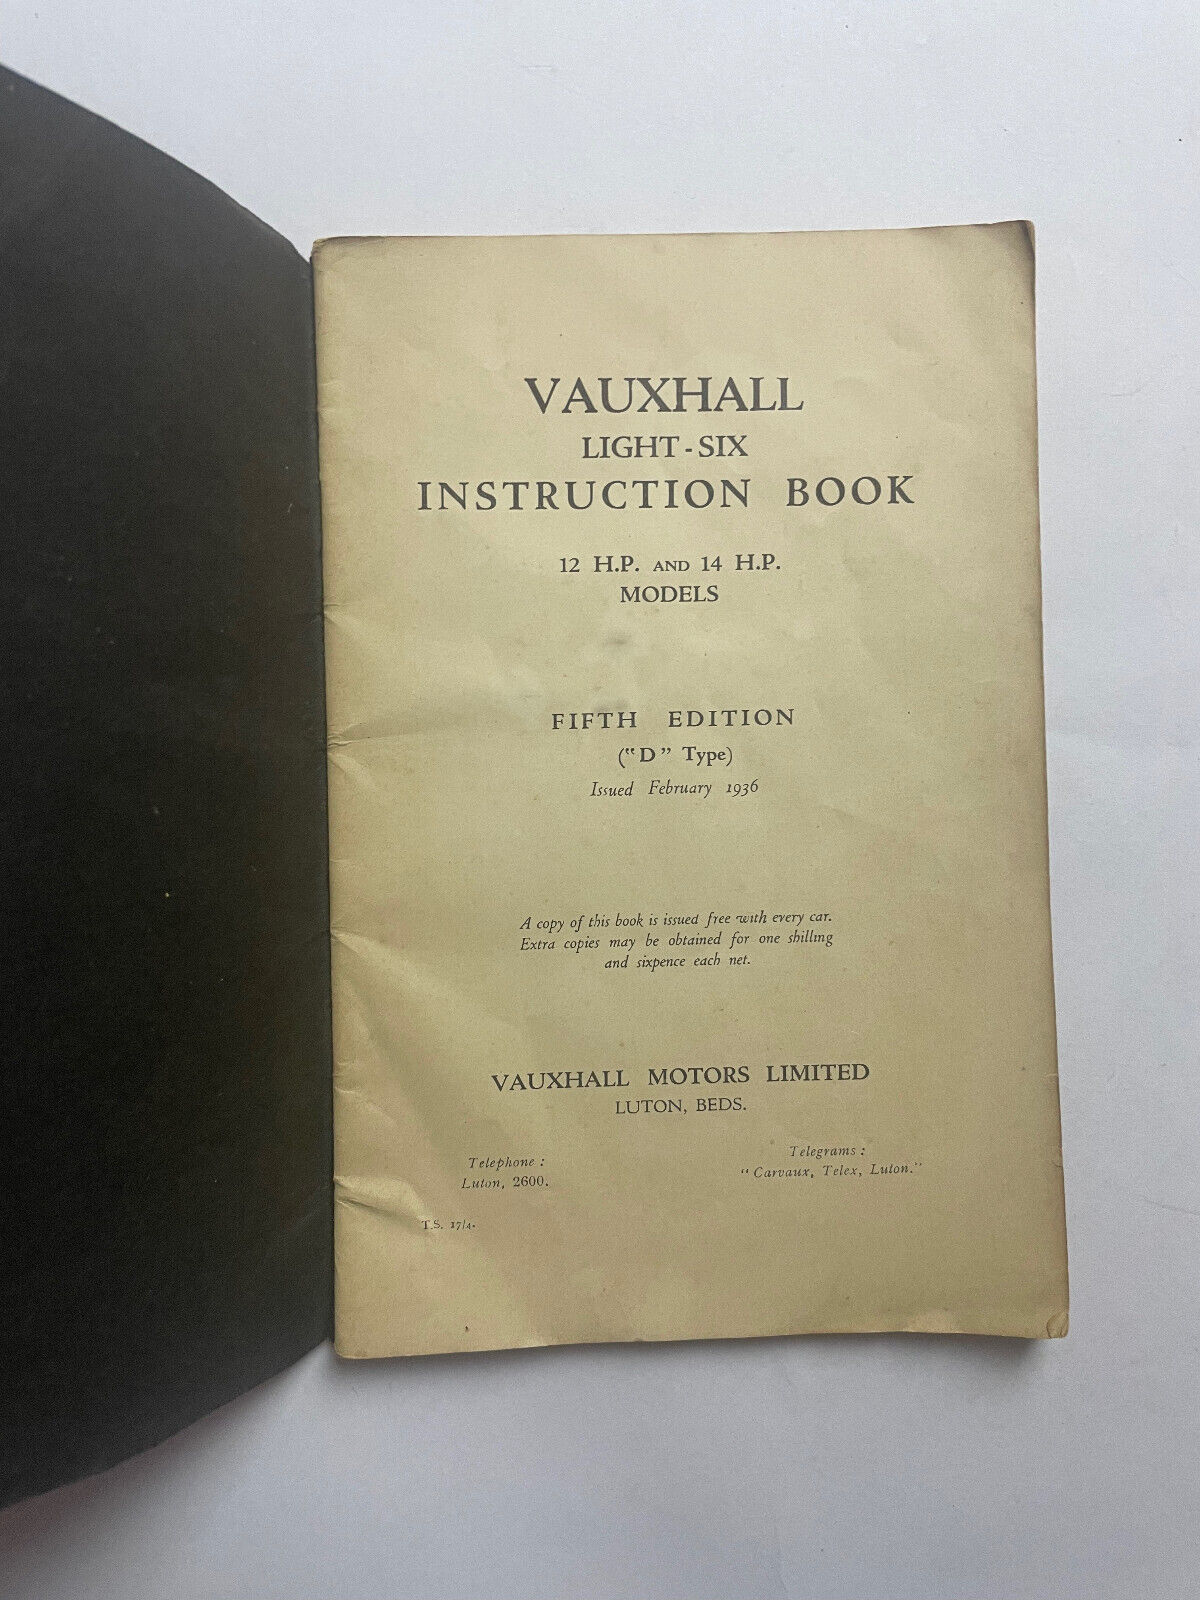 VAUXHALL
LIGHT-SIX
INSTRUCTION BOOK
12 H.P. AND 14 H.P.
MODELS
FIFTH EDITION
("D" Type)
Issued February 1936
A copy of this book is issued free with every car.
Extra copies may be obtained for one shilling
and sixpence each net.
VAUXHALL MOTORS LIMITED
LUTON, BEDS.
Telephone :
Luton, 2600.
Telegrams :
"Carvaux, Telex, Luton."
T.S. 17/4.